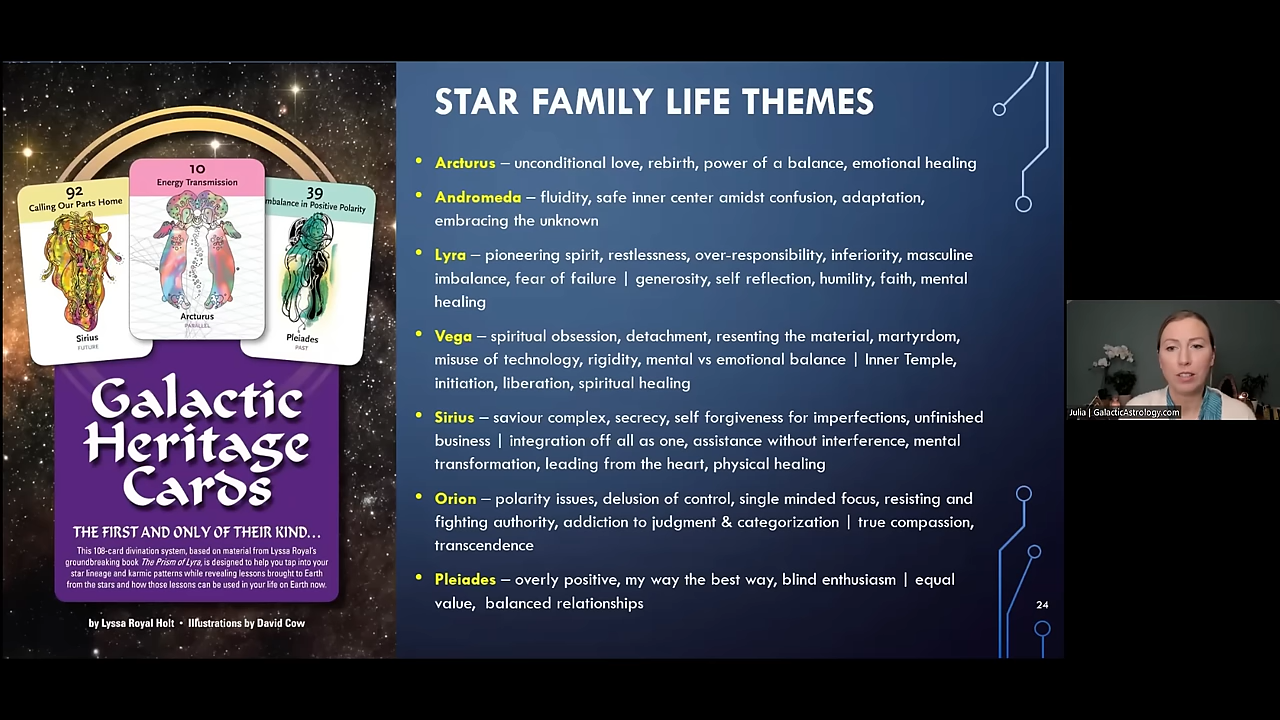 92
Calling Our Parts Home
Sirius
FUTURE
10
Energy Transmission
Arcturus
PARALLEL
39
mbalance in Positive Polarity
Pleiades
PAST
Galactic
Heritage
Cards
THE FIRST AND ONLY OF THEIR KIND...
This 108-card divination system, based on material from Lyssa Royal's
groundbreaking book The Prism of Lyra, is designed to help you tap into your
star lineage and karmic patterns while revealing lessons brought to Earth
from the stars and how those lessons can be used in your life on Earth now.
by Lyssa Royal Holt • Illustrations by David Cow
STAR FAMILY LIFE THEMES
• Arcturus – unconditional love, rebirth, power of a balance, emotional healing
• Andromeda – fluidity, safe inner center amidst confusion, adaptation,
embracing the unknown
• Lyra – pioneering spirit, restlessness, over-responsibility, inferiority, masculine
imbalance, fear of failure | generosity, self reflection, humility, faith, mental
healing
• Vega – spiritual obsession, detachment, resenting the material, martyrdom,
misuse of technology, rigidity, mental vs emotional balance | Inner Temple,
initiation, liberation, spiritual healing
• Sirius – saviour complex, secrecy, self forgiveness for imperfections, unfinished
business | integration off all as one, assistance without interference, mental
transformation, leading from the heart, physical healing
• Orion – polarity issues, delusion of control, single minded focus, resisting and
fighting authority, addiction to judgment & categorization | true compassion,
transcendence
• Pleiades – overly positive, my way the best way, blind enthusiasm | equal
value, balanced relationships
24
Julia | GalacticAstrology.com